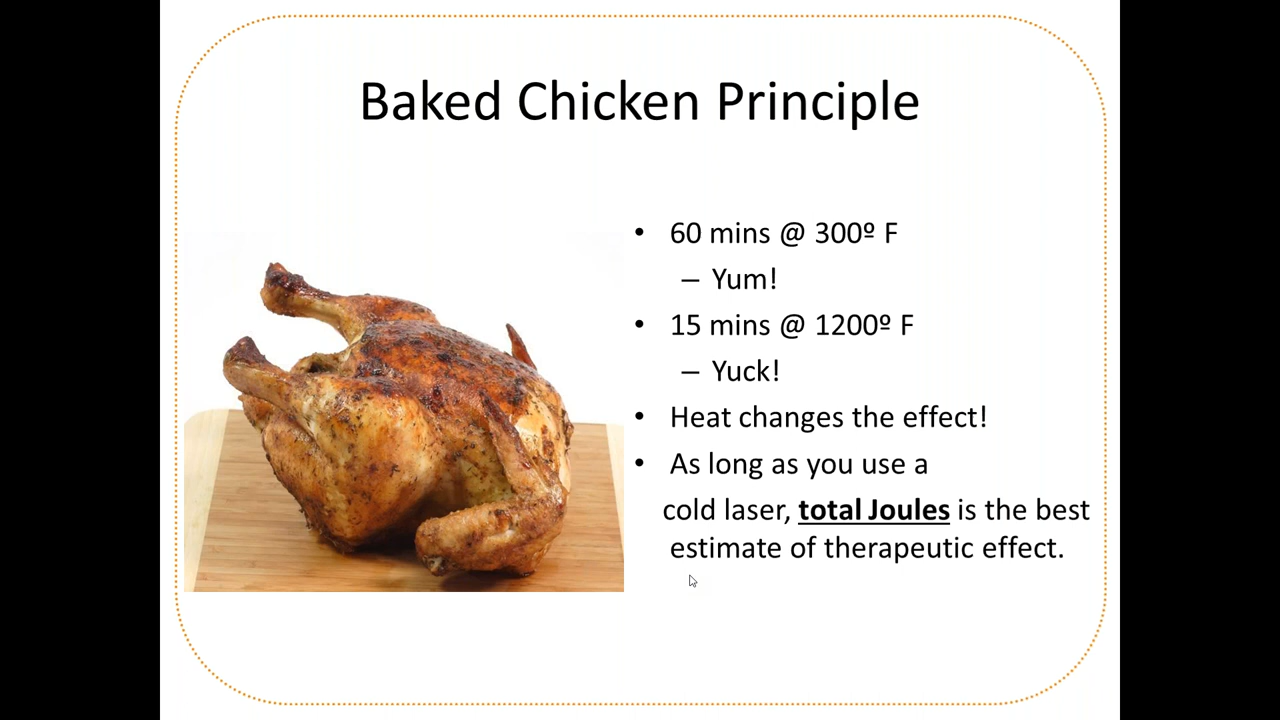 Baked Chicken Principle
• 60 mins @ 300º F
– Yum!
• 15 mins @ 1200º F
– Yuck!
• Heat changes the effect!
• As long as you use a
cold laser, total Joules is the best
estimate of therapeutic effect.